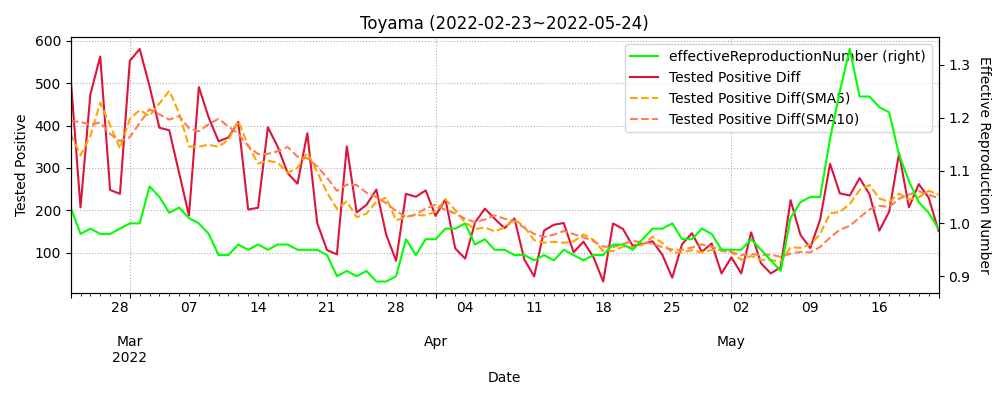 Toyama (2022-02-23~2022-05-24)
effectiveReproductionNumber (right)
Tested Positive Diff
Tested Positive Diff(SMA5)
Tested Positive Diff(SMA10)
Tested Positive
600
500
400
300
200
100
1.3
1.2
1.1
1.0
0.9
Effective Reproduction Number
28 07 14 21 28 04 11 18 25 02 09 16
Mar Apr May
2022
Date